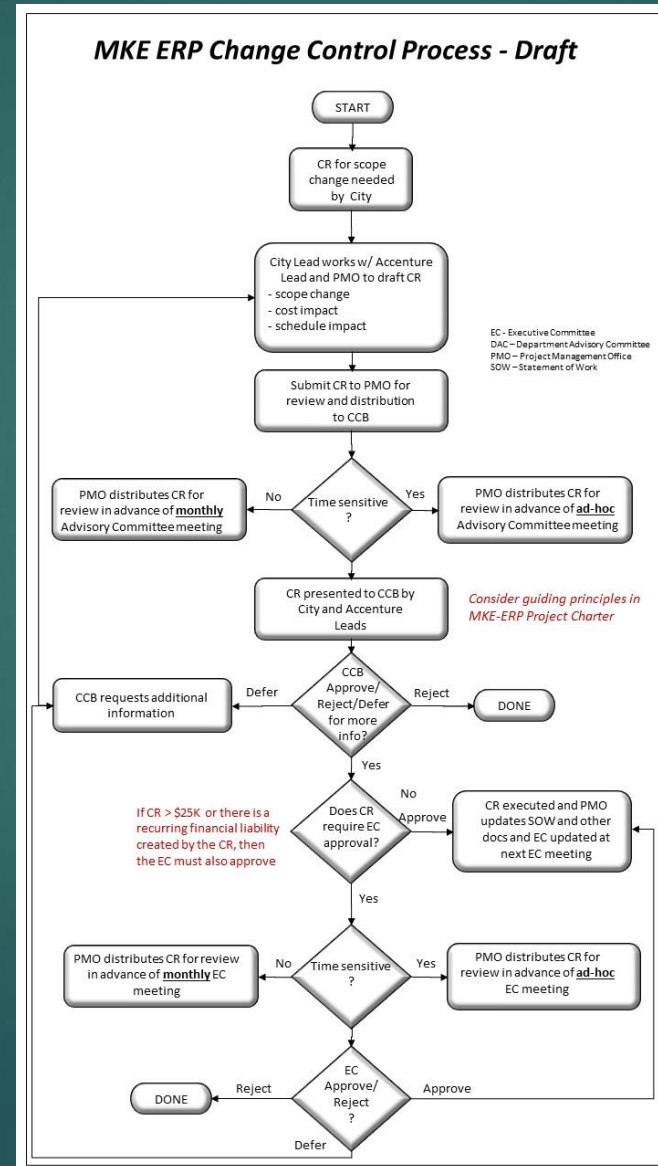 MKE ERP Change Control Process - Draft
START
CR for scope
change needed
by City
City Lead works w/ Accenture
Lead and PMO to draft CR
- scope change
- cost impact
- schedule impact
EC - Executive Committee
DAC – Department Advisory Committee
PMO – Project Management Office
SOW – Statement of Work
Submit CR to PMO for
review and distribution
to CCB
PMO distributes CR for
review in advance of monthly
Advisory Committee meeting
No
Time sensitive
?
Yes
PMO distributes CR for
review in advance of ad-hoc
Advisory Committee meeting
CR presented to CCB by
City and Accenture
Leads
Consider guiding principles in
MKE-ERP Project Charter
CCB requests additional
information
Defer
CCB
Approve/
Reject/Defer
for more
info?
Reject
DONE
Yes
If CR > $25K or there is a
recurring financial liability
created by the CR, then
the EC must also approve
Does CR
require EC
approval?
No
Approve
CR executed and PMO
updates SOW and other
docs and EC updated at
next EC meeting
Yes
PMO distributes CR for review
in advance of monthly EC
meeting
No
Time sensitive
?
Yes
PMO distributes CR for
review in advance of ad-hoc
EC meeting
DONE
Reject
EC
Approve/
Reject
?
Approve
Defer